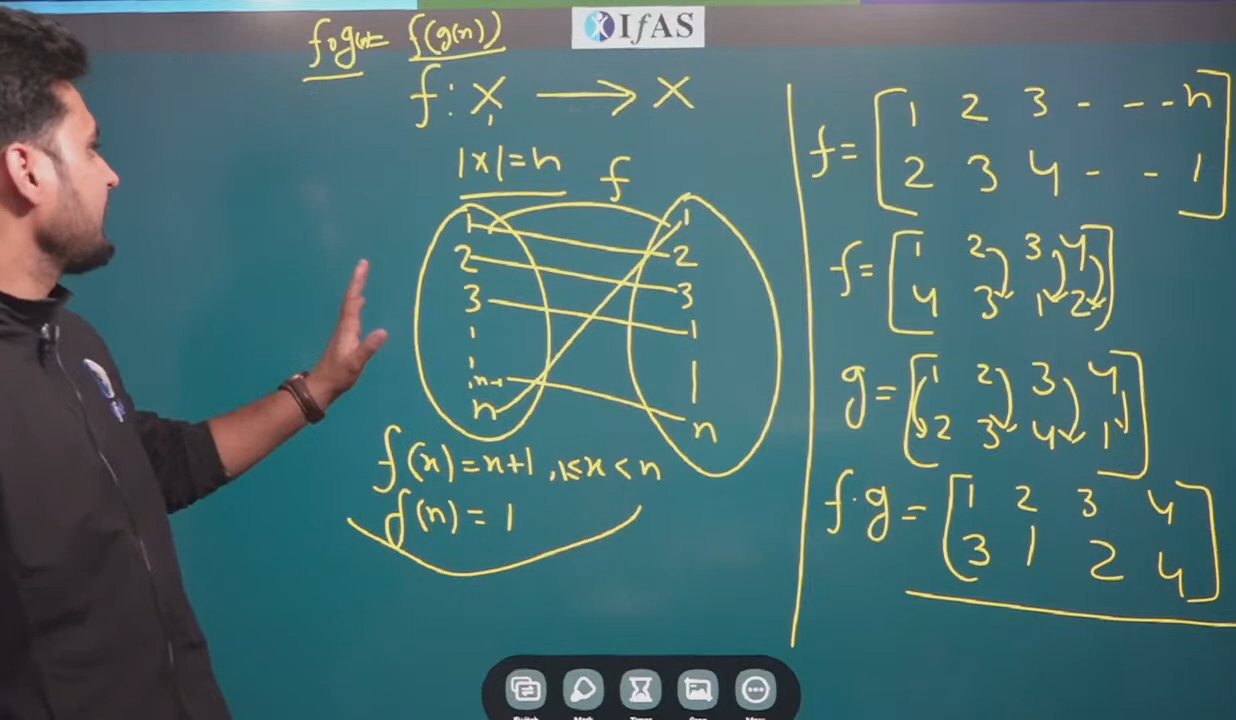 IfAS
fog(x)= f(g(x))
f: X → X
|x|=n
f
1 1
2 2
3 3
n-1
n n
f(x)=x+1, 1≤x<n
f(n)=1
f= [1 2 3 - - - n
2 3 4 - - 1]
f= [1 2 3 4
4 3 1 2]
g= [1 2 3 4
2 3 4 1]
f·g= [1 2 3 4
3 1 2 4]